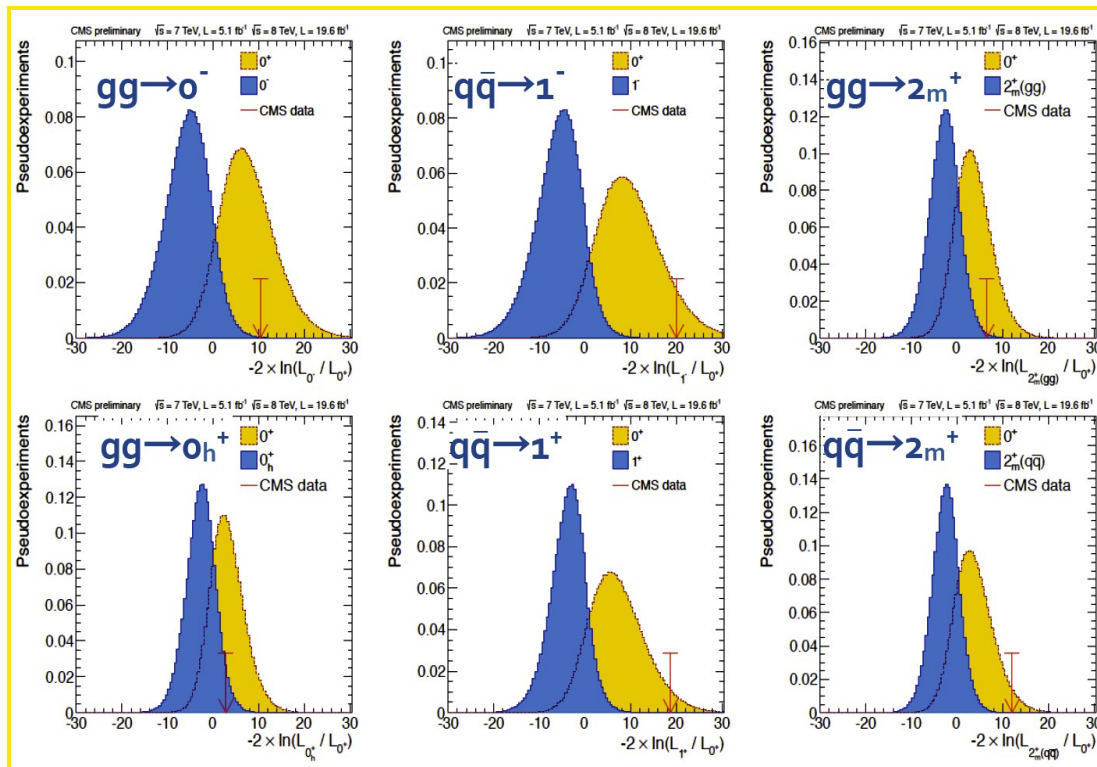 CMS preliminary √s = 7 TeV, L = 5.1 fb⁻¹ √s = 8 TeV, L = 19.6 fb⁻¹
gg→0⁻
0⁺
0⁻
CMS data
Pseudoexperiments
0.1
0.08
0.06
0.04
0.02
0
-30 -20 -10 0 10 20 30
-2 × ln(L₀⁻ / L₀⁺)
CMS preliminary √s = 7 TeV, L = 5.1 fb⁻¹ √s = 8 TeV, L = 19.6 fb⁻¹
qq̄→1⁻
0⁺
1⁻
CMS data
Pseudoexperiments
0.1
0.08
0.06
0.04
0.02
0
-30 -20 -10 0 10 20 30
-2 × ln(L₁⁻ / L₀⁺)
CMS preliminary √s = 7 TeV, L = 5.1 fb⁻¹ √s = 8 TeV, L = 19.6 fb⁻¹
gg→2m⁺
0⁺
2⁺m(gg)
CMS data
Pseudoexperiments
0.16
0.14
0.12
0.1
0.08
0.06
0.04
0.02
0
-30 -20 -10 0 10 20 30
-2 × ln(L2⁺m(gg) / L₀⁺)
CMS preliminary √s = 7 TeV, L = 5.1 fb⁻¹ √s = 8 TeV, L = 19.6 fb⁻¹
gg→0h⁺
0⁺
0⁺h
CMS data
Pseudoexperiments
0.16
0.14
0.12
0.1
0.08
0.06
0.04
0.02
0
-30 -20 -10 0 10 20 30
-2 × ln(L0⁺h / L₀⁺)
CMS preliminary √s = 7 TeV, L = 5.1 fb⁻¹ √s = 8 TeV, L = 19.6 fb⁻¹
qq̄→1⁺
0⁺
1⁺
CMS data
Pseudoexperiments
0.14
0.12
0.1
0.08
0.06
0.04
0.02
0
-30 -20 -10 0 10 20 30
-2 × ln(L₁⁺ / L₀⁺)
CMS preliminary √s = 7 TeV, L = 5.1 fb⁻¹ √s = 8 TeV, L = 19.6 fb⁻¹
qq̄→2m⁺
0⁺
2⁺m(qq̄)
CMS data
Pseudoexperiments
0.16
0.14
0.12
0.1
0.08
0.06
0.04
0.02
0
-30 -20 -10 0 10 20 30
-2 × ln(L2⁺m(qq̄) / L₀⁺)